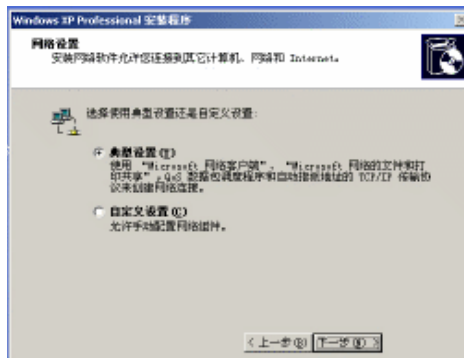 Windows XP Professional 安装程序
网络设置
安装网络软件允许您连接到其它计算机、网络和 Internet。
选择使用典型设置还是自定义设置:
典型设置(T)
使用 “Microsoft 网络客户端”、“Microsoft 网络的文件和打
印共享”、QoS 数据包调度程序和自动指派地址的 TCP/IP 传输协
议来创建网络连接。
自定义设置(C)
允许手动配置网络组件。
<上一步(B)
下一步(N)>